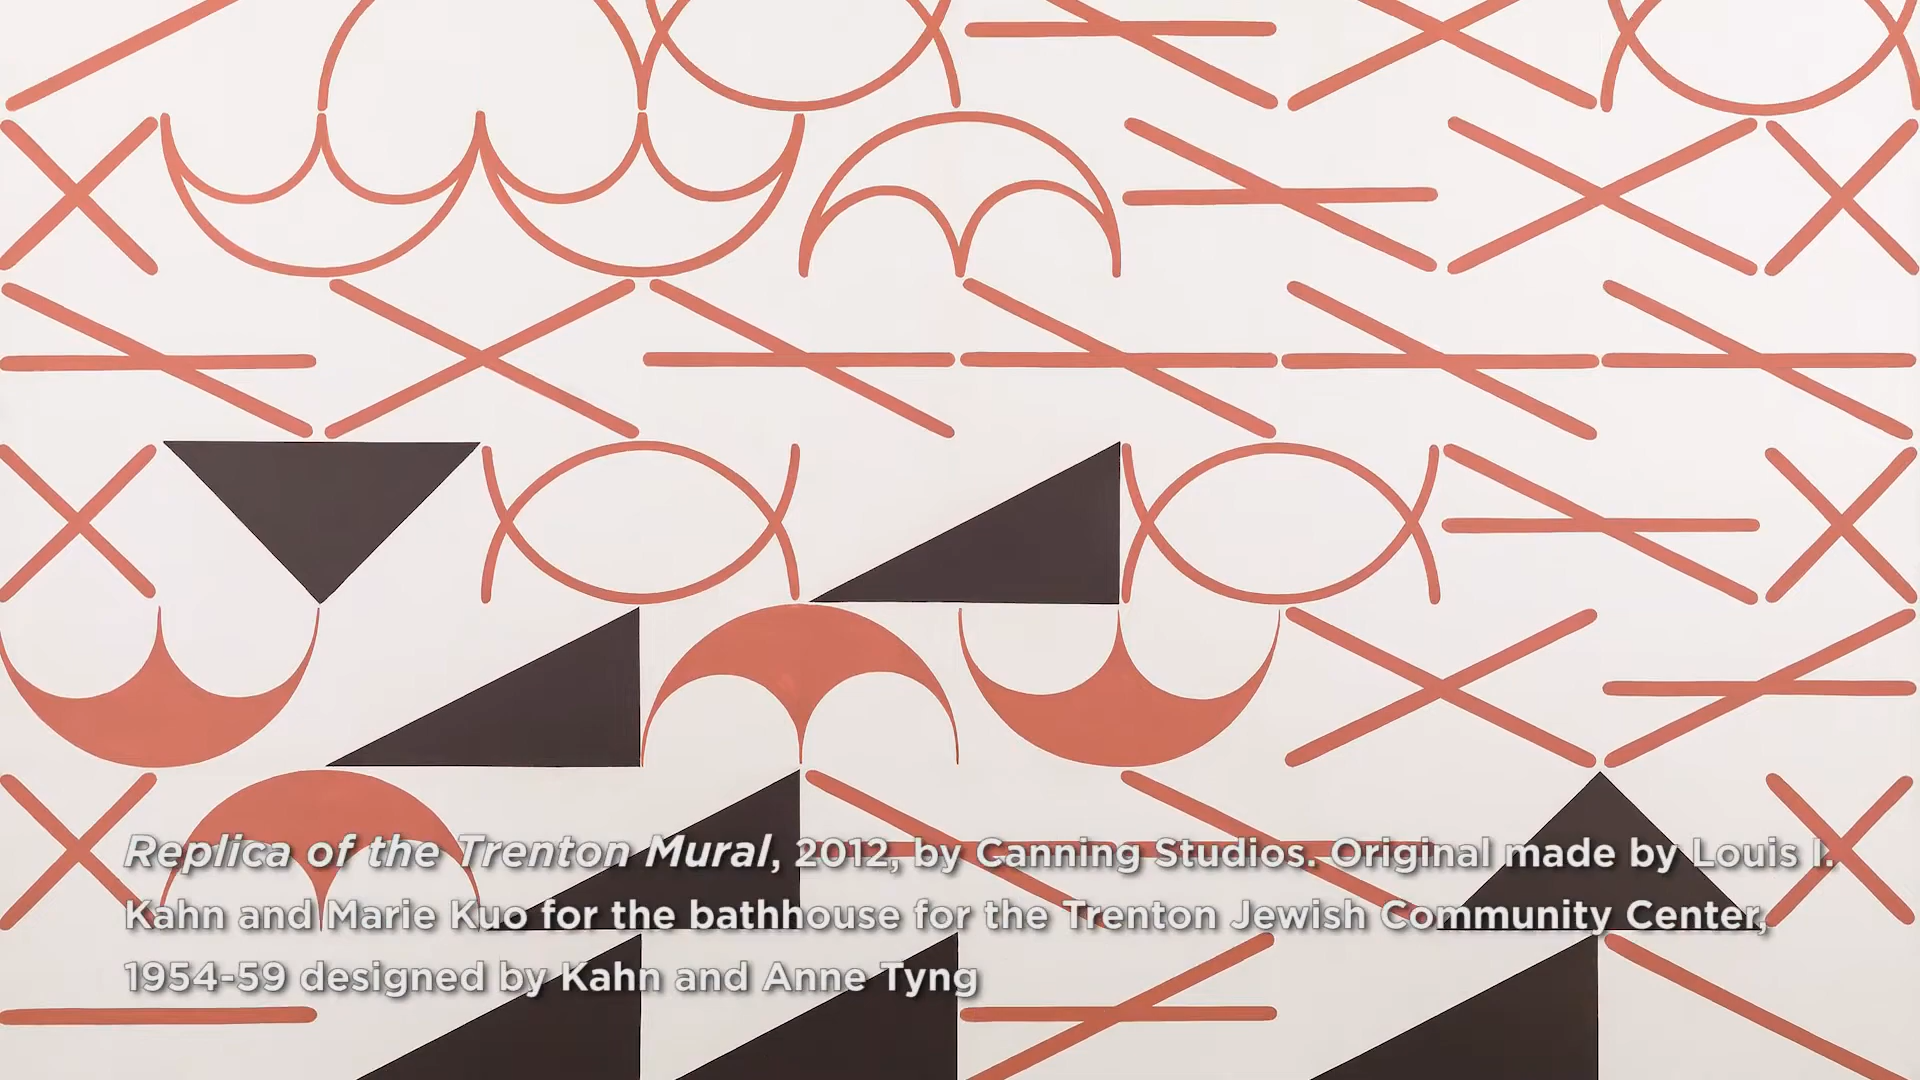 Replica of the Trenton Mural, 2012, by Canning Studios. Original made by Louis I.
Kahn and Marie Kuo for the bathhouse for the Trenton Jewish Community Center,
1954-59 designed by Kahn and Anne Tyng